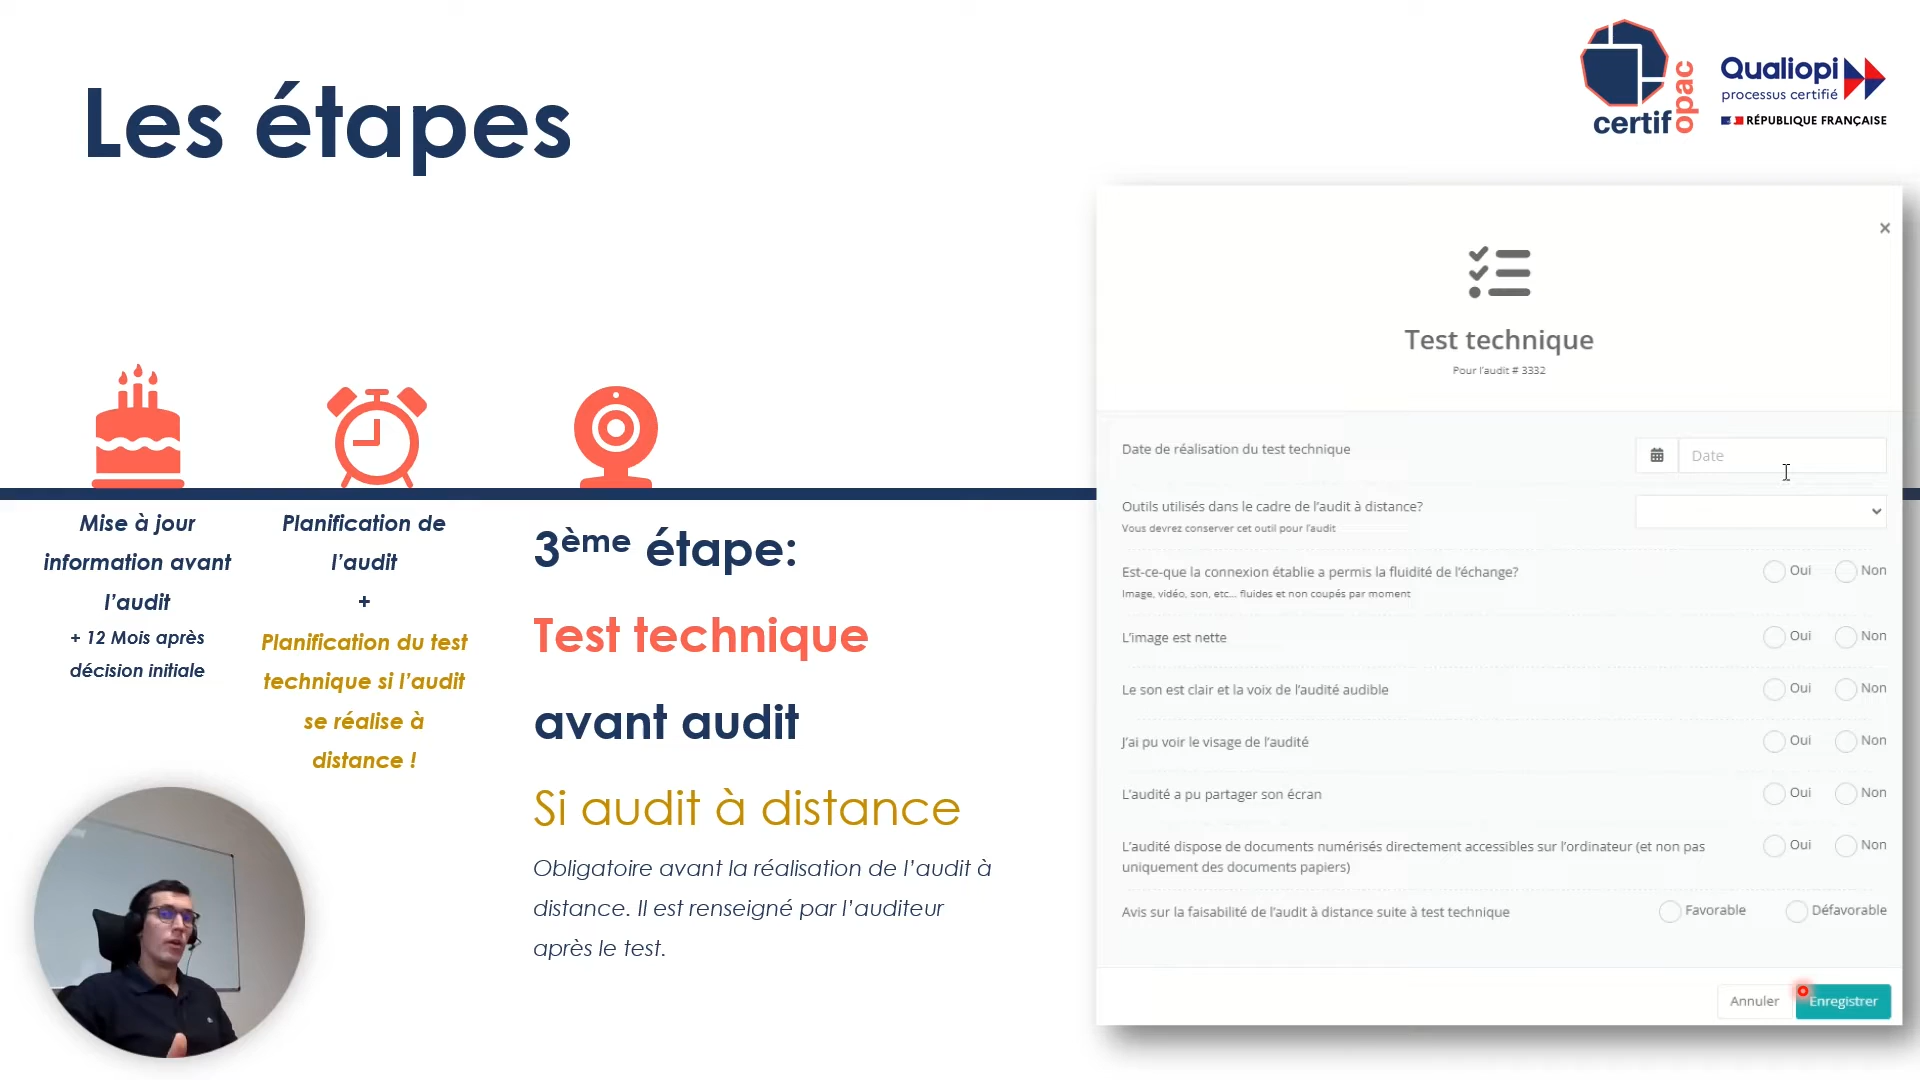 Les étapes
certif
opac
Qualiopi
processus certifié
RÉPUBLIQUE FRANÇAISE
Mise à jour
information avant
l’audit
+ 12 Mois après
décision initiale
Planification de
l’audit
+
Planification du test
technique si l’audit
se réalise à
distance !
3ème étape:
Test technique
avant audit
Si audit à distance
Obligatoire avant la réalisation de l’audit à
distance. Il est renseigné par l’auditeur
après le test.
×
Test technique
Pour l’audit # 3332
Date de réalisation du test technique
Date
Outils utilisés dans le cadre de l’audit à distance?
Vous devrez conserver cet outil pour l’audit
Est-ce-que la connexion établie a permis la fluidité de l’échange? Oui Non
Image, vidéo, son, etc... fluides et non coupés par moment
L’image est nette Oui Non
Le son est clair et la voix de l’audité audible Oui Non
J’ai pu voir le visage de l’audité Oui Non
L’audité a pu partager son écran Oui Non
L’audité dispose de documents numérisés directement accessibles sur l’ordinateur (et non pas Oui Non
uniquement des documents papiers)
Avis sur la faisabilité de l’audit à distance suite à test technique Favorable Défavorable
Annuler Enregistrer